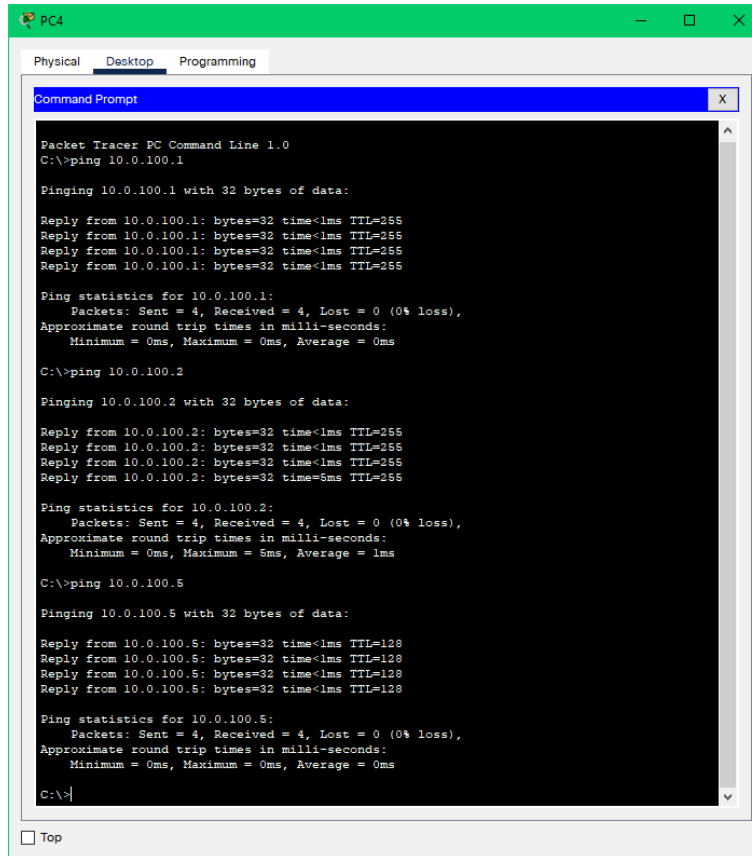 PC4
Physical Desktop Programming
Command Prompt
X
Packet Tracer PC Command Line 1.0
C:\>ping 10.0.100.1
Pinging 10.0.100.1 with 32 bytes of data:
Reply from 10.0.100.1: bytes=32 time<1ms TTL=255
Reply from 10.0.100.1: bytes=32 time<1ms TTL=255
Reply from 10.0.100.1: bytes=32 time<1ms TTL=255
Reply from 10.0.100.1: bytes=32 time<1ms TTL=255
Ping statistics for 10.0.100.1:
Packets: Sent = 4, Received = 4, Lost = 0 (0% loss),
Approximate round trip times in milli-seconds:
Minimum = 0ms, Maximum = 0ms, Average = 0ms
C:\>ping 10.0.100.2
Pinging 10.0.100.2 with 32 bytes of data:
Reply from 10.0.100.2: bytes=32 time<1ms TTL=255
Reply from 10.0.100.2: bytes=32 time<1ms TTL=255
Reply from 10.0.100.2: bytes=32 time<1ms TTL=255
Reply from 10.0.100.2: bytes=32 time=5ms TTL=255
Ping statistics for 10.0.100.2:
Packets: Sent = 4, Received = 4, Lost = 0 (0% loss),
Approximate round trip times in milli-seconds:
Minimum = 0ms, Maximum = 5ms, Average = 1ms
C:\>ping 10.0.100.5
Pinging 10.0.100.5 with 32 bytes of data:
Reply from 10.0.100.5: bytes=32 time<1ms TTL=128
Reply from 10.0.100.5: bytes=32 time<1ms TTL=128
Reply from 10.0.100.5: bytes=32 time<1ms TTL=128
Reply from 10.0.100.5: bytes=32 time<1ms TTL=128
Ping statistics for 10.0.100.5:
Packets: Sent = 4, Received = 4, Lost = 0 (0% loss),
Approximate round trip times in milli-seconds:
Minimum = 0ms, Maximum = 0ms, Average = 0ms
C:\>
Top